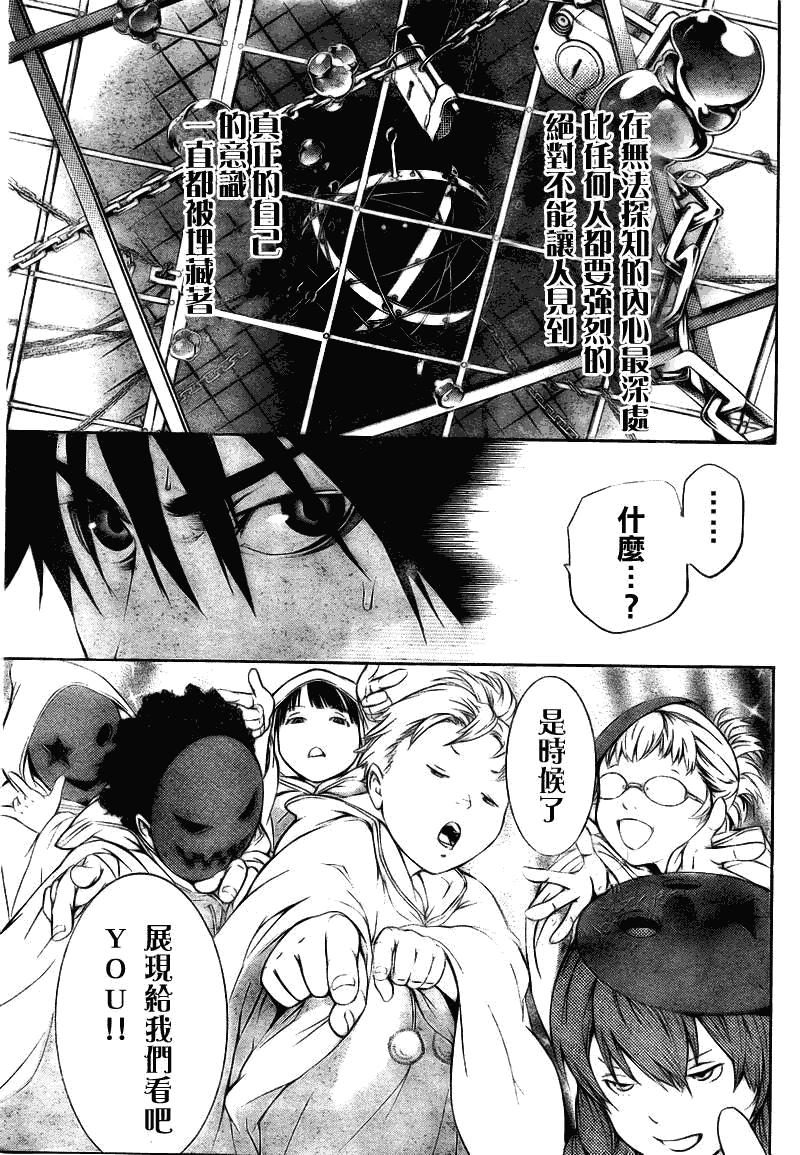 在無法探知的內心最深處
比任何人都要強烈的
絕對不能讓人見到
真正的自己
的意識
一直都被埋藏著
……
什麼…？
是時候了
展現給我們看吧
YOU!!